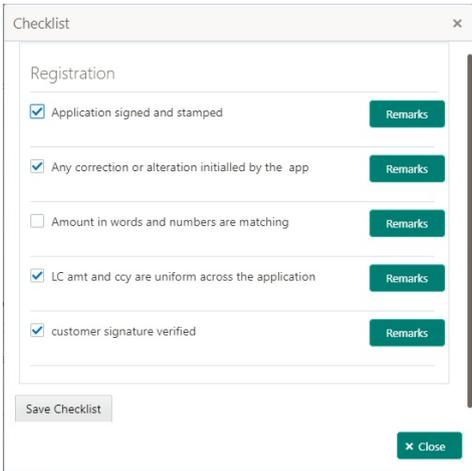 Checklist
Registration
Application signed and stamped Remarks
Any correction or alteration initialled by the app Remarks
Amount in words and numbers are matching Remarks
LC amt and ccy are uniform across the application Remarks
customer signature verified Remarks
Save Checklist
Close